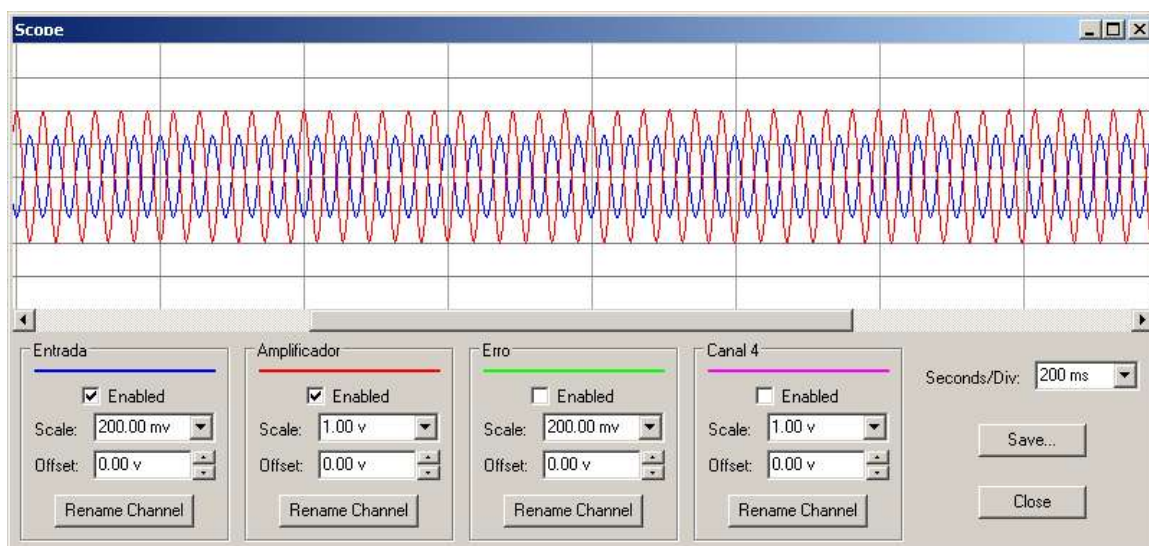 Scope
Entrada
Enabled
Scale: 200.00 mv
Offset: 0.00 v
Rename Channel
Amplificador
Enabled
Scale: 1.00 v
Offset: 0.00 v
Rename Channel
Erro
Enabled
Scale: 200.00 mv
Offset: 0.00 v
Rename Channel
Canal 4
Enabled
Scale: 1.00 v
Offset: 0.00 v
Rename Channel
Seconds/Div: 200 ms
Save...
Close